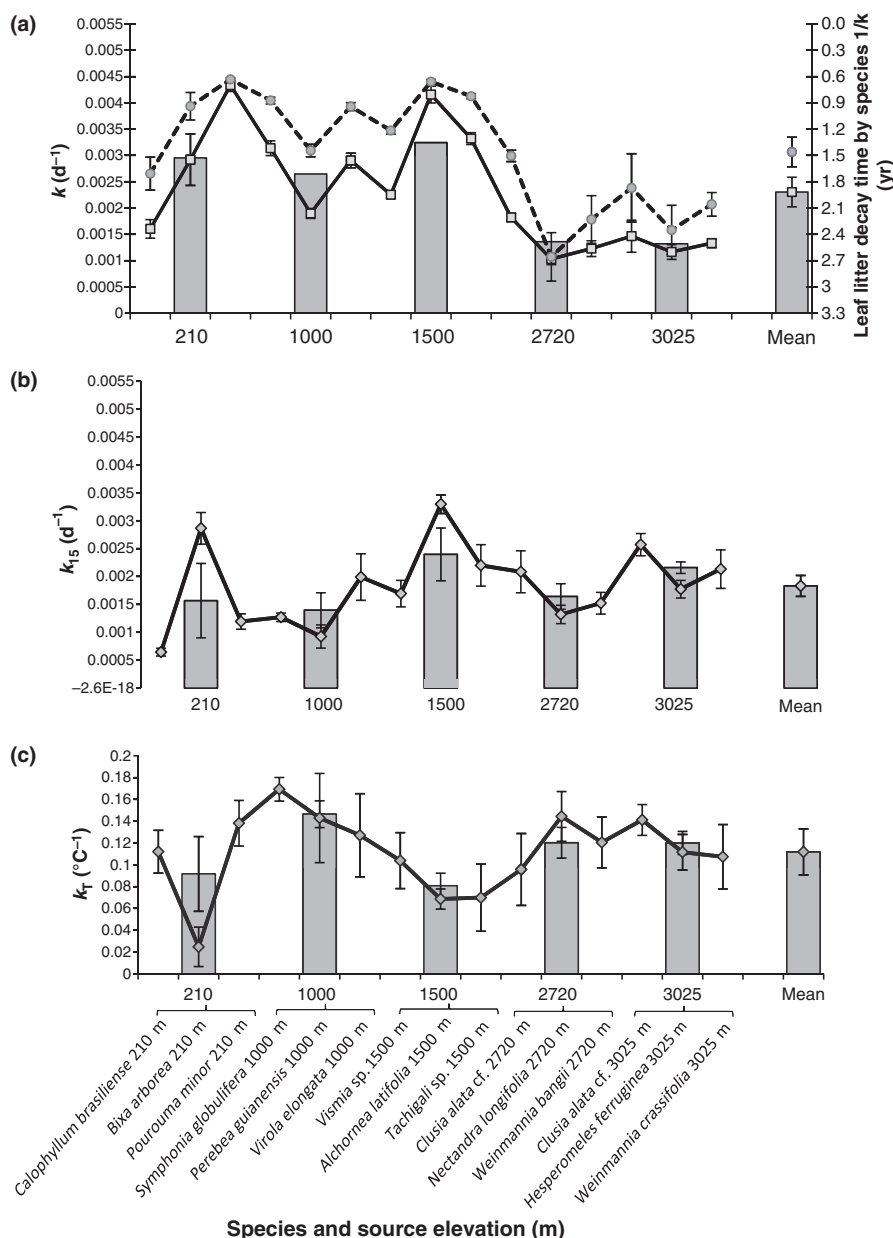 (a)
0.0055
0.005
0.0045
0.004
0.0035
0.003
0.0025
0.002
0.0015
0.001
0.0005
0
k (d⁻¹)
0.0
0.3
0.6
0.9
1.2
1.5
1.8
2.1
2.4
2.7
3.0
3.3
Leaf litter decay time by species 1/k
(yr)
210 1000 1500 2720 3025 Mean
(b)
0.0055
0.005
0.0045
0.004
0.0035
0.003
0.0025
0.002
0.0015
0.001
0.0005
−2.6E-18
k₁₅ (d⁻¹)
210 1000 1500 2720 3025 Mean
(c)
0.2
0.18
0.16
0.14
0.12
0.1
0.08
0.06
0.04
0.02
0
k_T (°C⁻¹)
210 1000 1500 2720 3025 Mean
Calophyllum brasiliense 210 m
Bixa arborea 210 m
Pourouma minor 210 m
Symphonia globulifera 1000 m
Perebea guianensis 1000 m
Virola elongata 1000 m
Vismia sp. 1500 m
Alchornea latifolia 1500 m
Tachigali sp. 1500 m
Clusia alata cf. 2720 m
Nectandra longifolia 2720 m
Weinmannia bangii 2720 m
Clusia alata cf. 3025 m
Hesperomeles ferruginea 3025 m
Weinmannia crassifolia 3025 m
Species and source elevation (m)